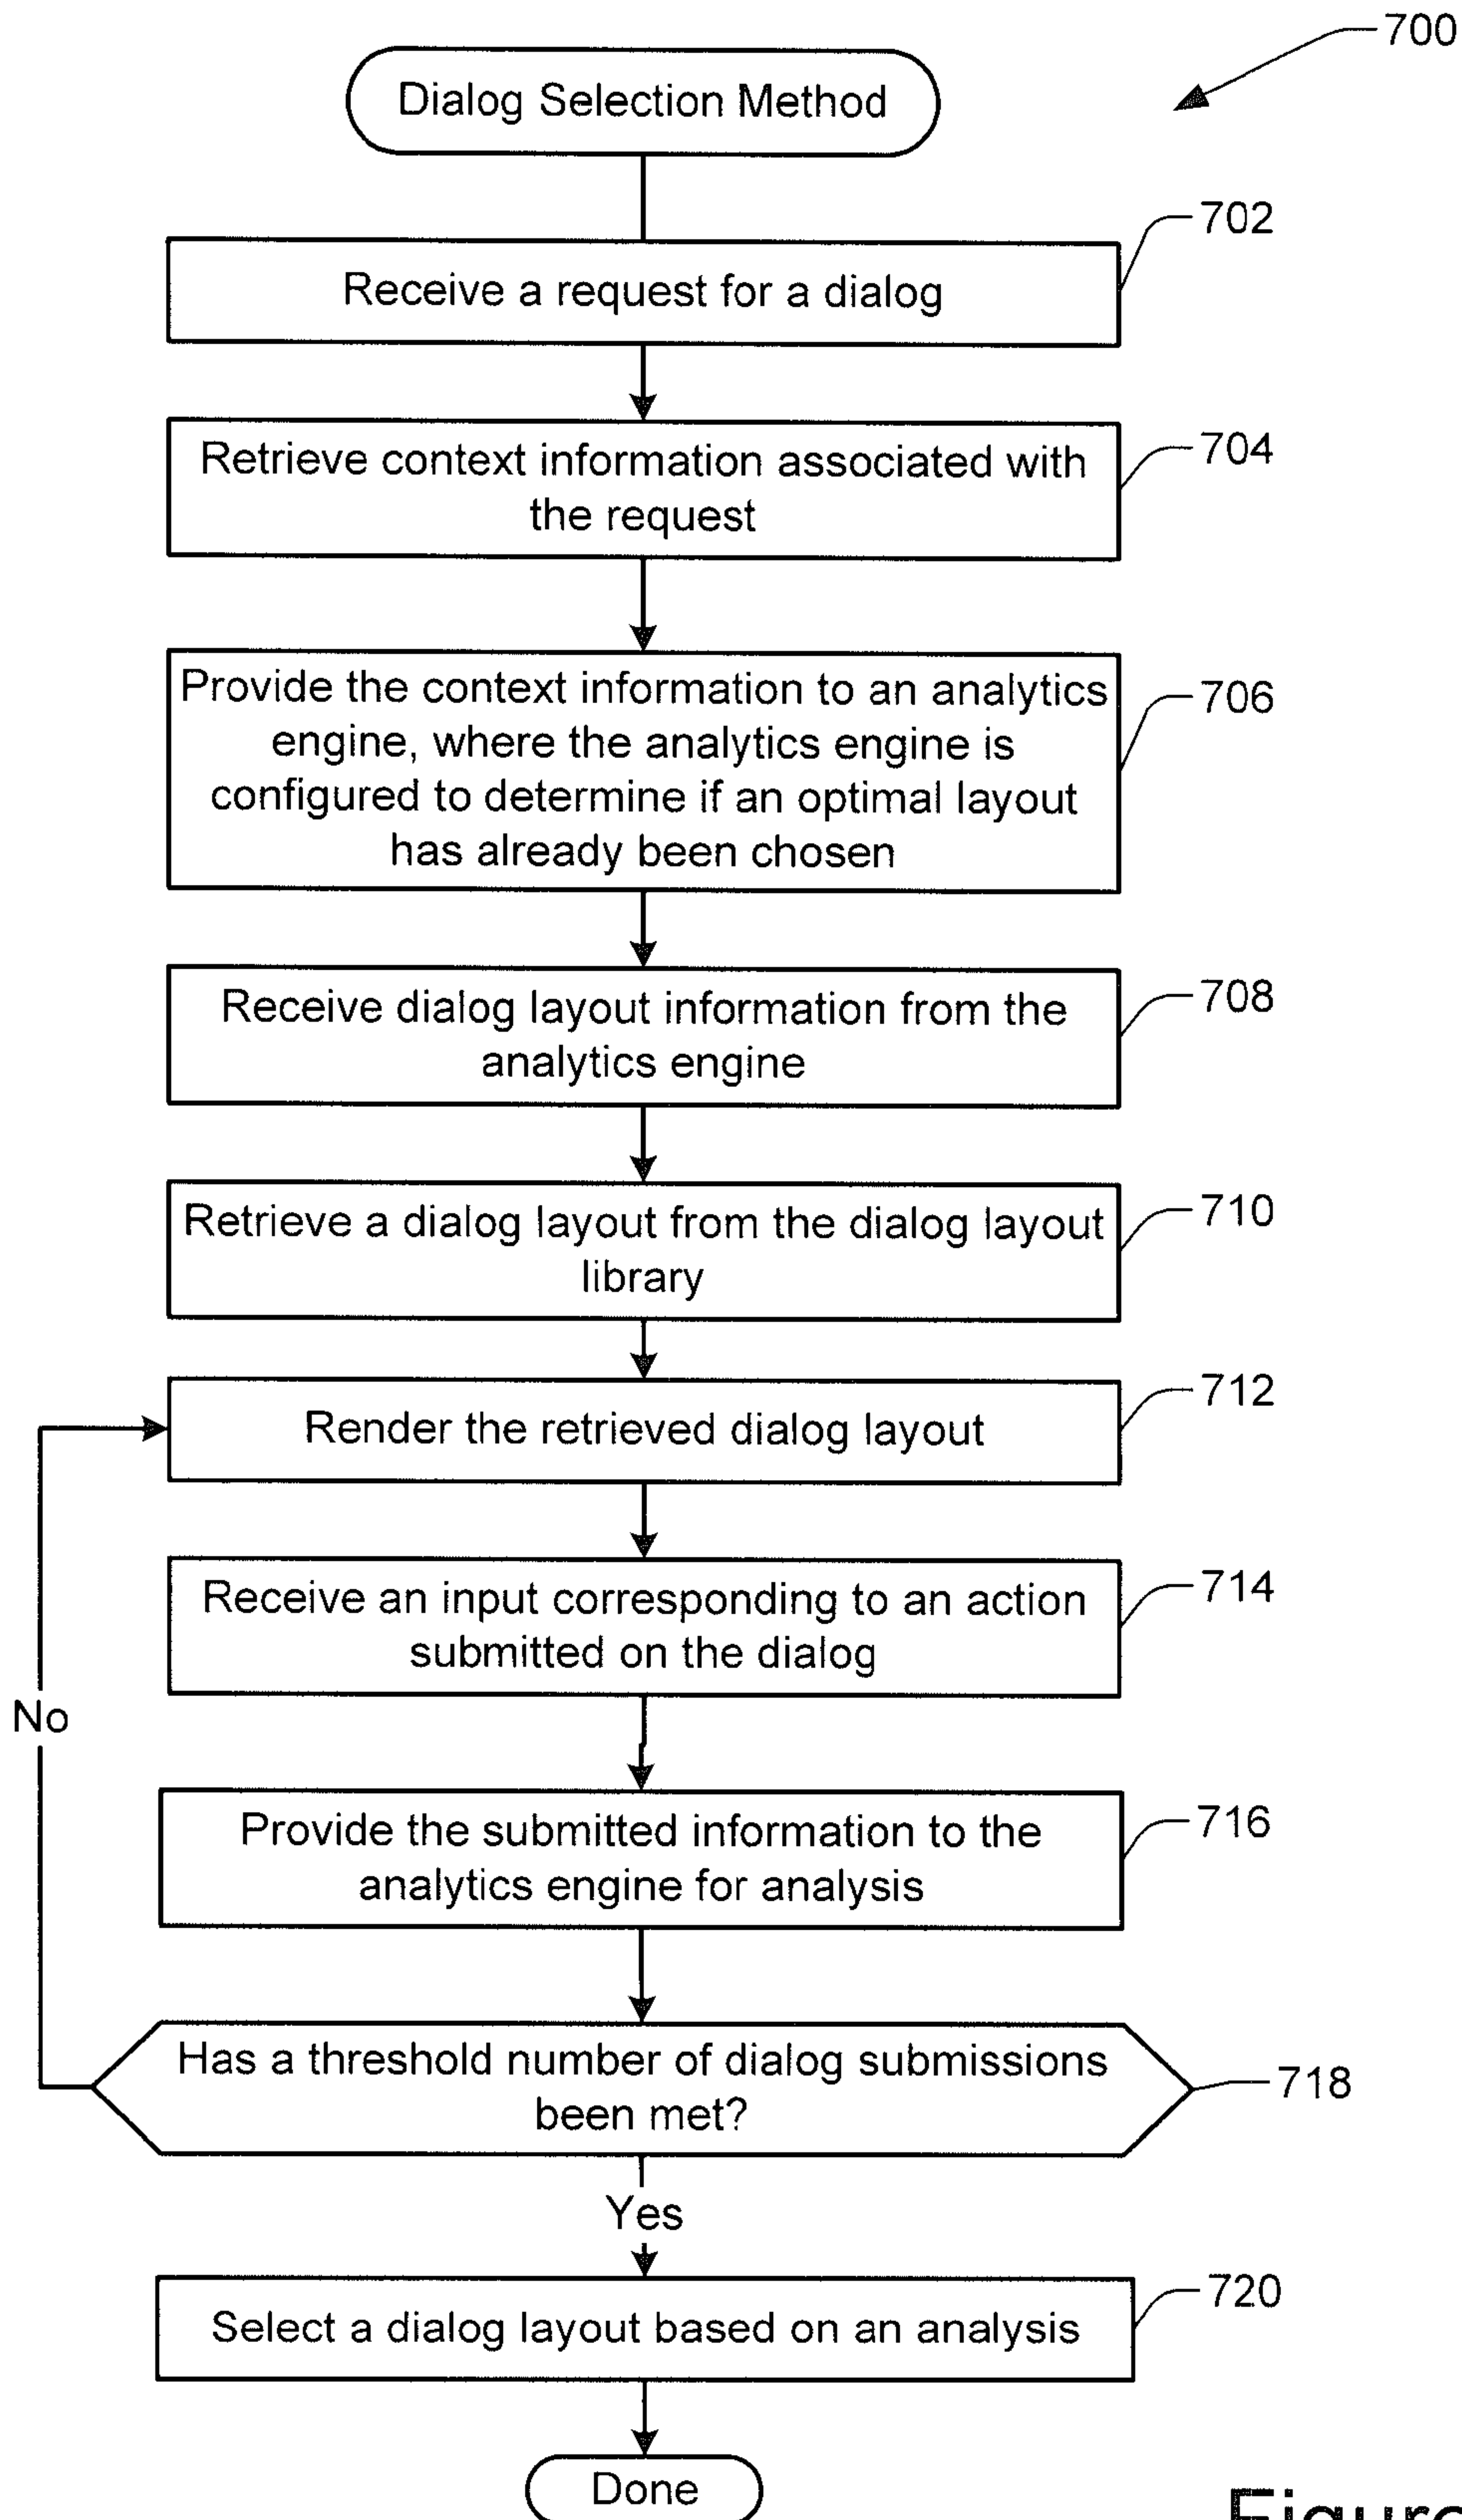 700
Dialog Selection Method
702
Receive a request for a dialog
704
Retrieve context information associated with
the request
706
Provide the context information to an analytics
engine, where the analytics engine is
configured to determine if an optimal layout
has already been chosen
708
Receive dialog layout information from the
analytics engine
710
Retrieve a dialog layout from the dialog layout
library
712
Render the retrieved dialog layout
714
Receive an input corresponding to an action
submitted on the dialog
No
716
Provide the submitted information to the
analytics engine for analysis
718
Has a threshold number of dialog submissions
been met?
Yes
720
Select a dialog layout based on an analysis
Done